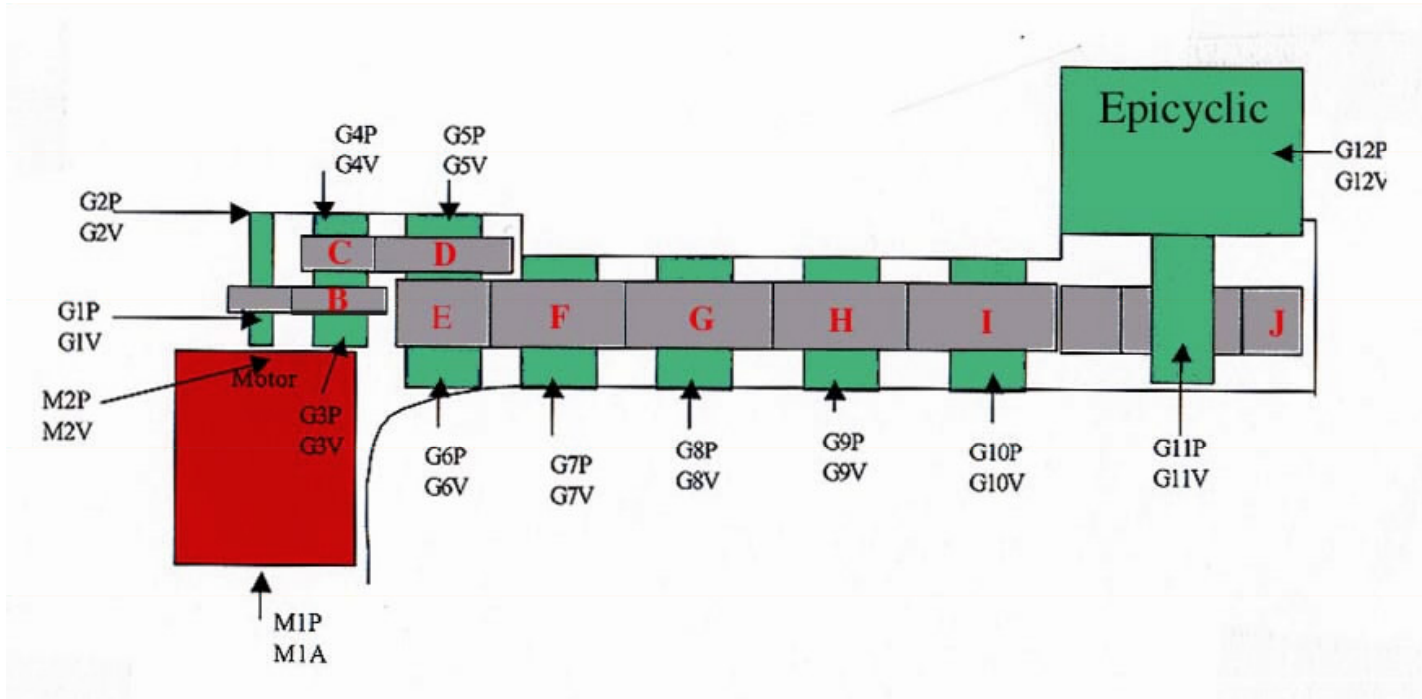 Epicyclic
G12P
G12V
G4P
G4V
G5P
G5V
G2P
G2V
C
D
B
E
F
G
H
I
J
G1P
G1V
Motor
M2P
M2V
G3P
G3V
G6P
G6V
G7P
G7V
G8P
G8V
G9P
G9V
G10P
G10V
G11P
G11V
M1P
M1A